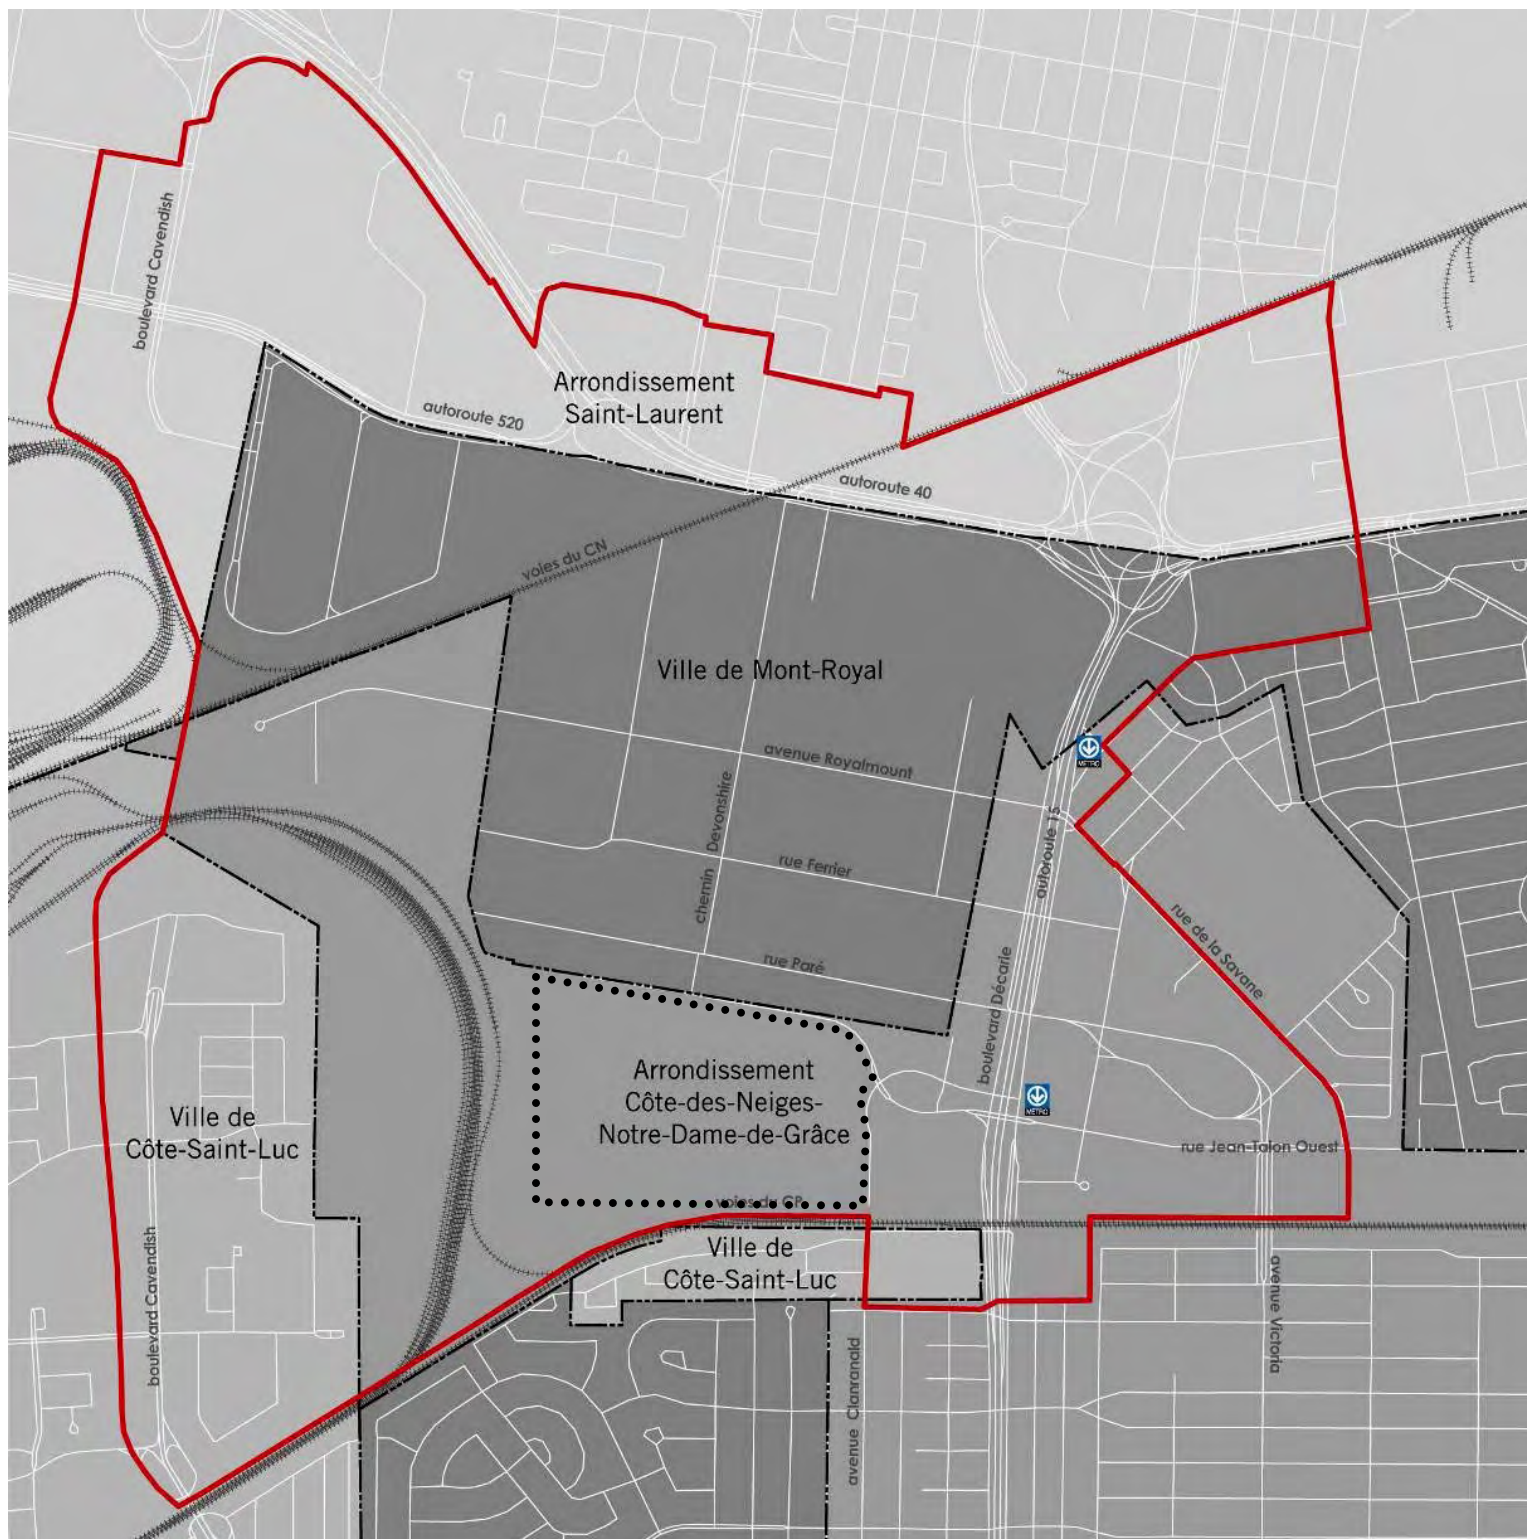 boulevard Cavendish
Arrondissement
Saint-Laurent
autoroute 520
autoroute 40
voies du CN
Ville de Mont-Royal
METRO
avenue Royalmount
chemin Devonshire
autoroute 15
rue Ferrier
rue de la Savane
rue Paré
boulevard Décarie
Arrondissement
Côte-des-Neiges-
Notre-Dame-de-Grâce
METRO
Ville de
Côte-Saint-Luc
rue Jean-Talon Ouest
voies du CP
Ville de
Côte-Saint-Luc
boulevard Cavendish
avenue Victoria
avenue Clanranald